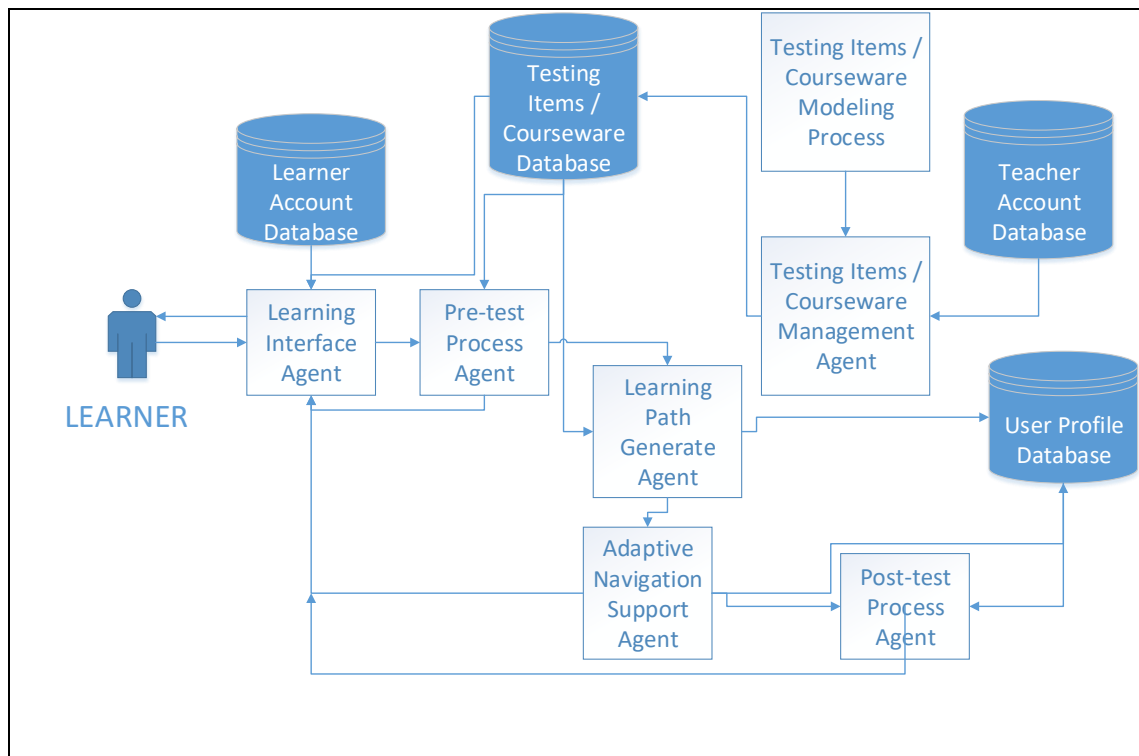 Testing
Items /
Courseware
Database
Testing Items /
Courseware
Modeling
Process
Learner
Account
Database
Teacher
Account
Database
Testing Items /
Courseware
Management
Agent
Learning
Interface
Agent
Pre-test
Process
Agent
LEARNER
Learning
Path
Generate
Agent
User Profile
Database
Adaptive
Navigation
Support
Agent
Post-test
Process
Agent